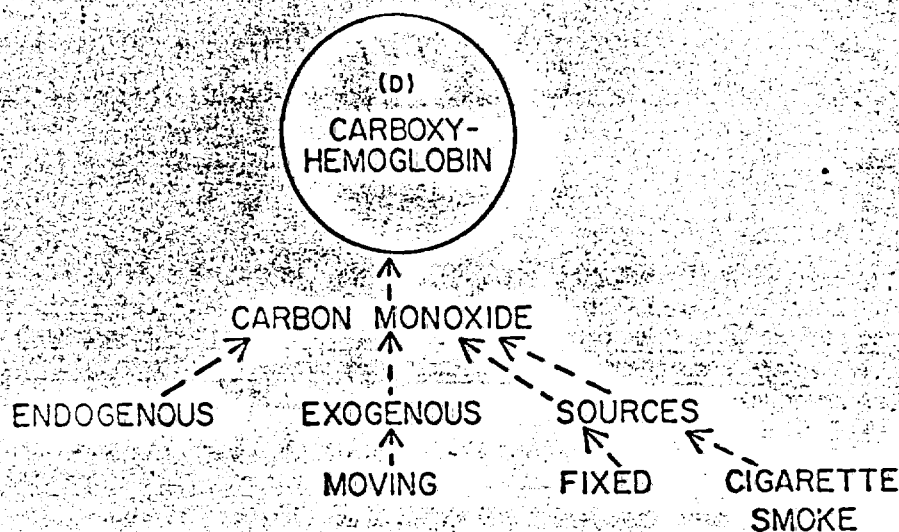 (D)
CARBOXY-
HEMOGLOBIN
CARBON MONOXIDE
ENDOGENOUS EXOGENOUS SOURCES
MOVING FIXED CIGARETTE
SMOKE